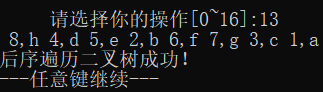 请选择你的操作[0~16]:13
8,h 4,d 5,e 2,b 6,f 7,g 3,c 1,a
后序遍历二叉树成功!
---任意键继续---